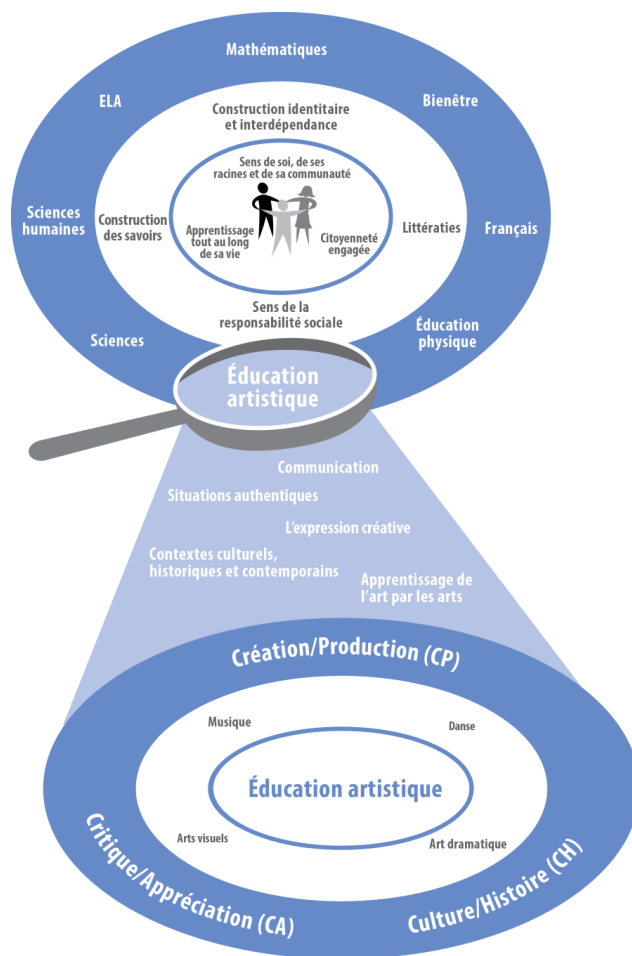 Mathématiques
ELA
Bienêtre
Construction identitaire
et interdépendance
Sens de soi, de ses
racines et de sa communauté
Sciences
humaines
Construction
des savoirs
Apprentissage
tout au long
de sa vie
Citoyenneté
engagée
Littératies
Français
Sens de la
responsabilité sociale
Sciences
Éducation
physique
Éducation
artistique
Communication
Situations authentiques
L'expression créative
Contextes culturels,
historiques et contemporains
Apprentissage de
l'art par les arts
Création/Production (CP)
Musique
Danse
Éducation artistique
Arts visuels
Art dramatique
Critique/Appréciation (CA)
Culture/Histoire (CH)